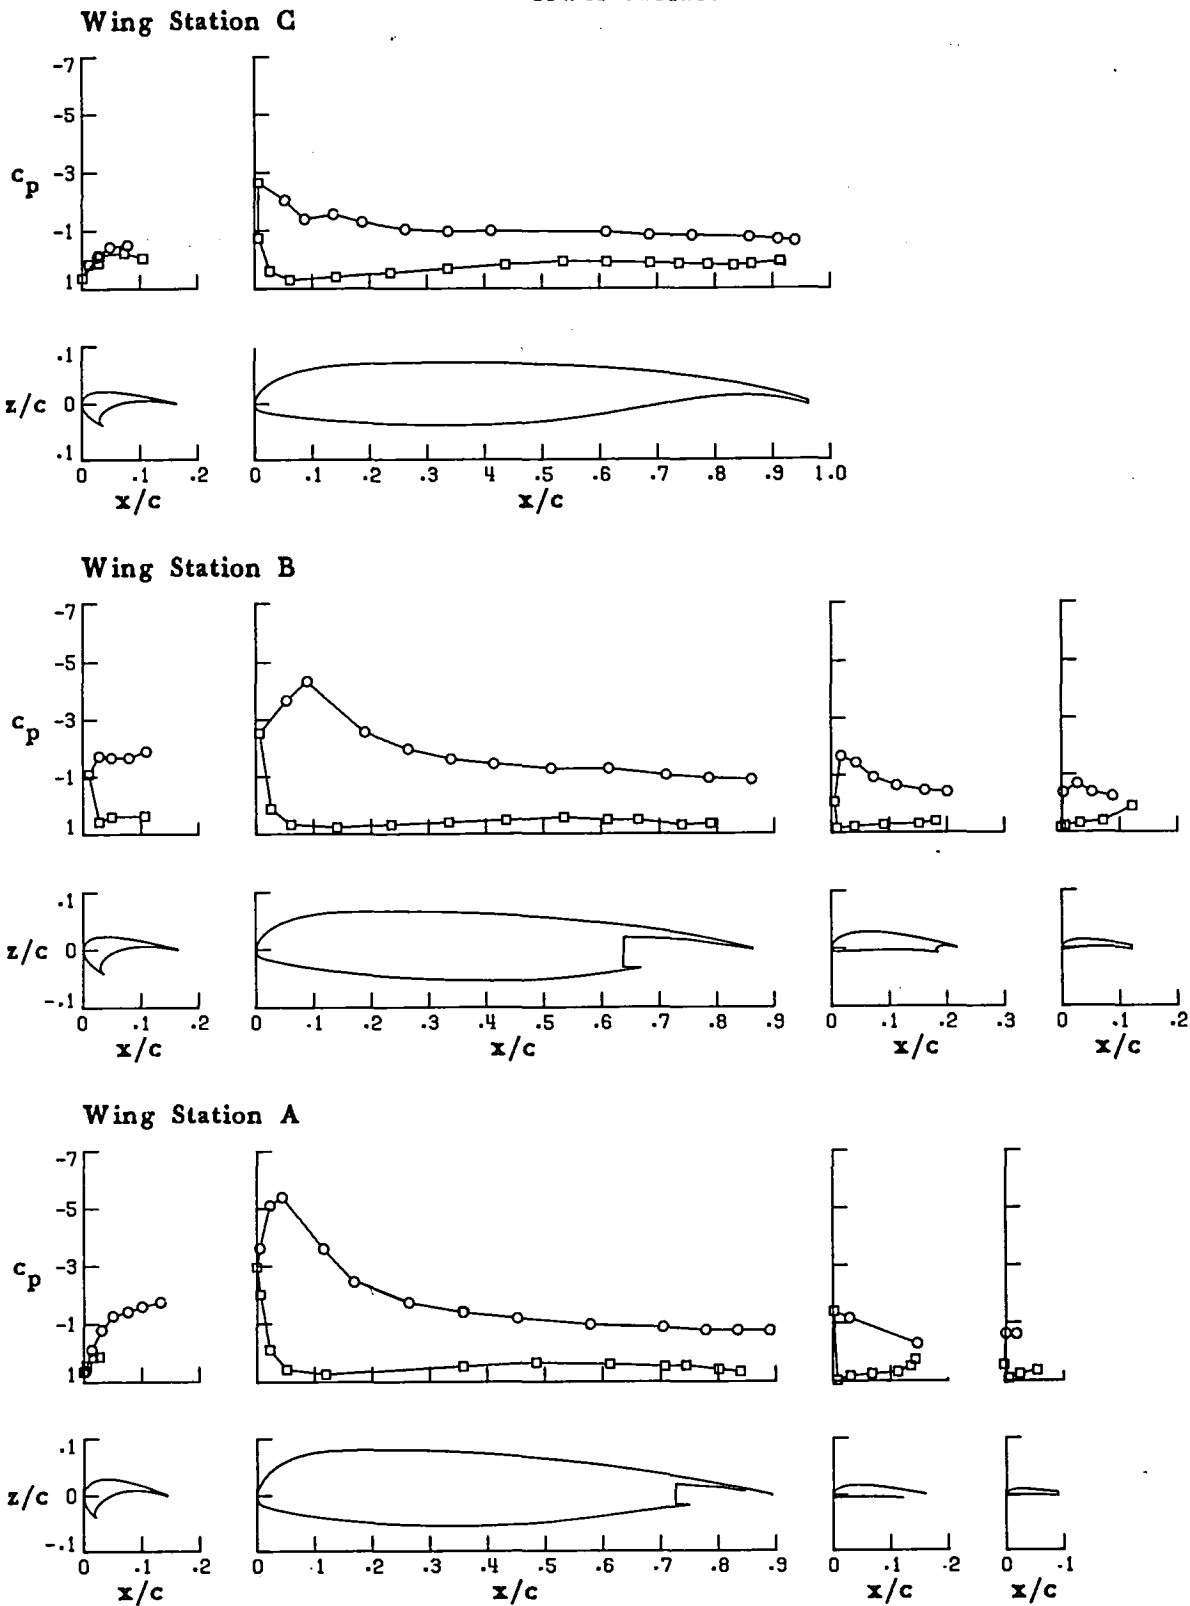 Wing Station C
-7
-5
-3
-1
1
c_p
.1
0
.1
z/c
0 .1 .2
x/c
0 .1 .2 .3 4 .5 .6 .7 .8 .9 1.0
x/c
Wing Station B
-7
-5
-3
-1
1
c_p
.1
0
-.1
z/c
0 .1 .2
x/c
0 .1 .2 .3 .4 .5 .6 .7 .8 .9
x/c
0 .1 .2 .3
x/c
0 .1 .2
x/c
Wing Station A
-7
-5
-3
-1
1
c_p
.1
0
-.1
z/c
0 .1 .2
x/c
0 .1 .2 .3 .4 .5 .6 .7 .8 .9
x/c
0 .1 .2
x/c
0 .1
x/c